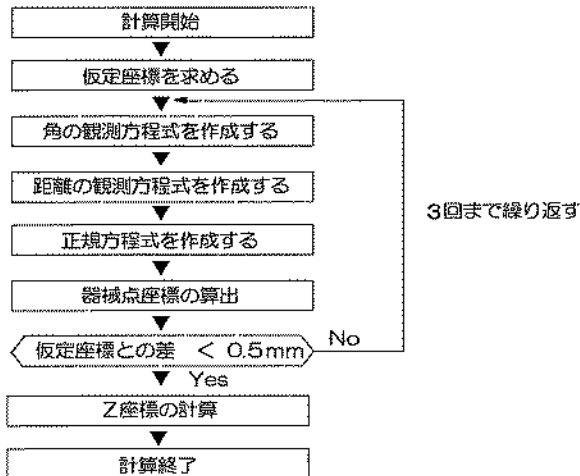 計算開始
仮定座標を求める
角の観測方程式を作成する
距離の観測方程式を作成する
正規方程式を作成する
3回まで繰り返す
器械点座標の算出
仮定座標との差 < 0.5mm
No
Yes
Z座標の計算
計算終了